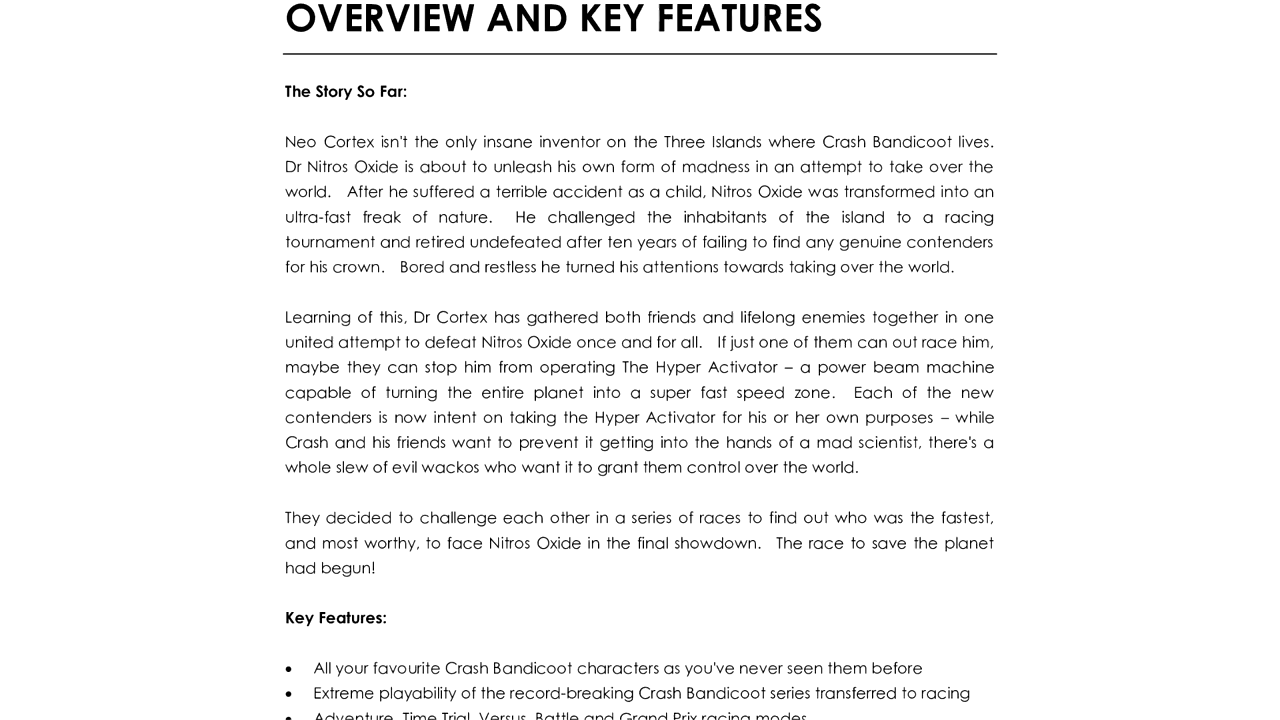 OVERVIEW AND KEY FEATURES
The Story So Far:
Neo Cortex isn't the only insane inventor on the Three Islands where Crash Bandicoot lives.
Dr Nitros Oxide is about to unleash his own form of madness in an attempt to take over the
world. After he suffered a terrible accident as a child, Nitros Oxide was transformed into an
ultra-fast freak of nature. He challenged the inhabitants of the island to a racing
tournament and retired undefeated after ten years of failing to find any genuine contenders
for his crown. Bored and restless he turned his attentions towards taking over the world.
Learning of this, Dr Cortex has gathered both friends and lifelong enemies together in one
united attempt to defeat Nitros Oxide once and for all. If just one of them can out race him,
maybe they can stop him from operating The Hyper Activator – a power beam machine
capable of turning the entire planet into a super fast speed zone. Each of the new
contenders is now intent on taking the Hyper Activator for his or her own purposes – while
Crash and his friends want to prevent it getting into the hands of a mad scientist, there's a
whole slew of evil wackos who want it to grant them control over the world.
They decided to challenge each other in a series of races to find out who was the fastest,
and most worthy, to face Nitros Oxide in the final showdown. The race to save the planet
had begun!
Key Features:
• All your favourite Crash Bandicoot characters as you've never seen them before
• Extreme playability of the record-breaking Crash Bandicoot series transferred to racing
• Adventure, Time Trial, Versus, Battle and Grand Prix racing modes